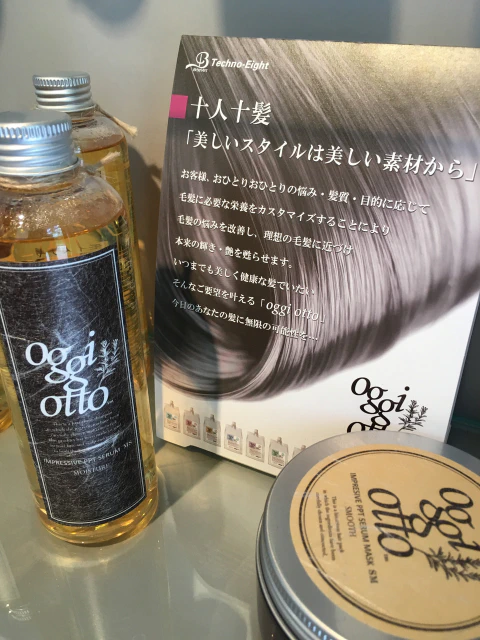 Techno-Eight
十人十髪
「美しいスタイルは美しい素材から」
お客様、おひとりおひとりの悩み・髪質・目的に応じて
毛髪に必要な栄養をカスタマイズすることにより
毛髪の悩みを改善し、理想の毛髪に近づけ
本来の輝き・艶を甦らせます。
いつまでも美しく健康な髪でいたい
そんなご要望を叶える「oggi otto」
今日のあなたの髪に無限の可能性を…
oggi
oggi
otto
IMPRESSIVE PPT SERUM MS
MOISTURE
oggi
otto
IMPRESSIVE PPT SERUM MASK S/M
SMOOTH